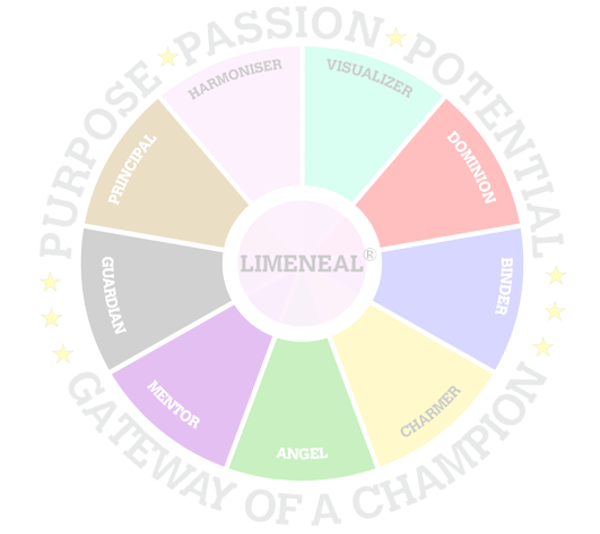 PURPOSE ★ PASSION ★ POTENTIAL
HARMONISER
VISUALIZER
DOMINION
BINDER
CHARMER
ANGEL
MENTOR
GUARDIAN
PRINCIPAL
LIMENEAL®
GATEWAY OF A CHAMPION